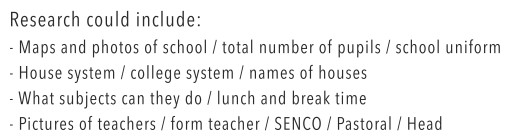 Research could include:
- Maps and photos of school / total number of pupils / school uniform
- House system / college system / names of houses
- What subjects can they do / lunch and break time
- Pictures of teachers / form teacher / SENCO / Pastoral / Head